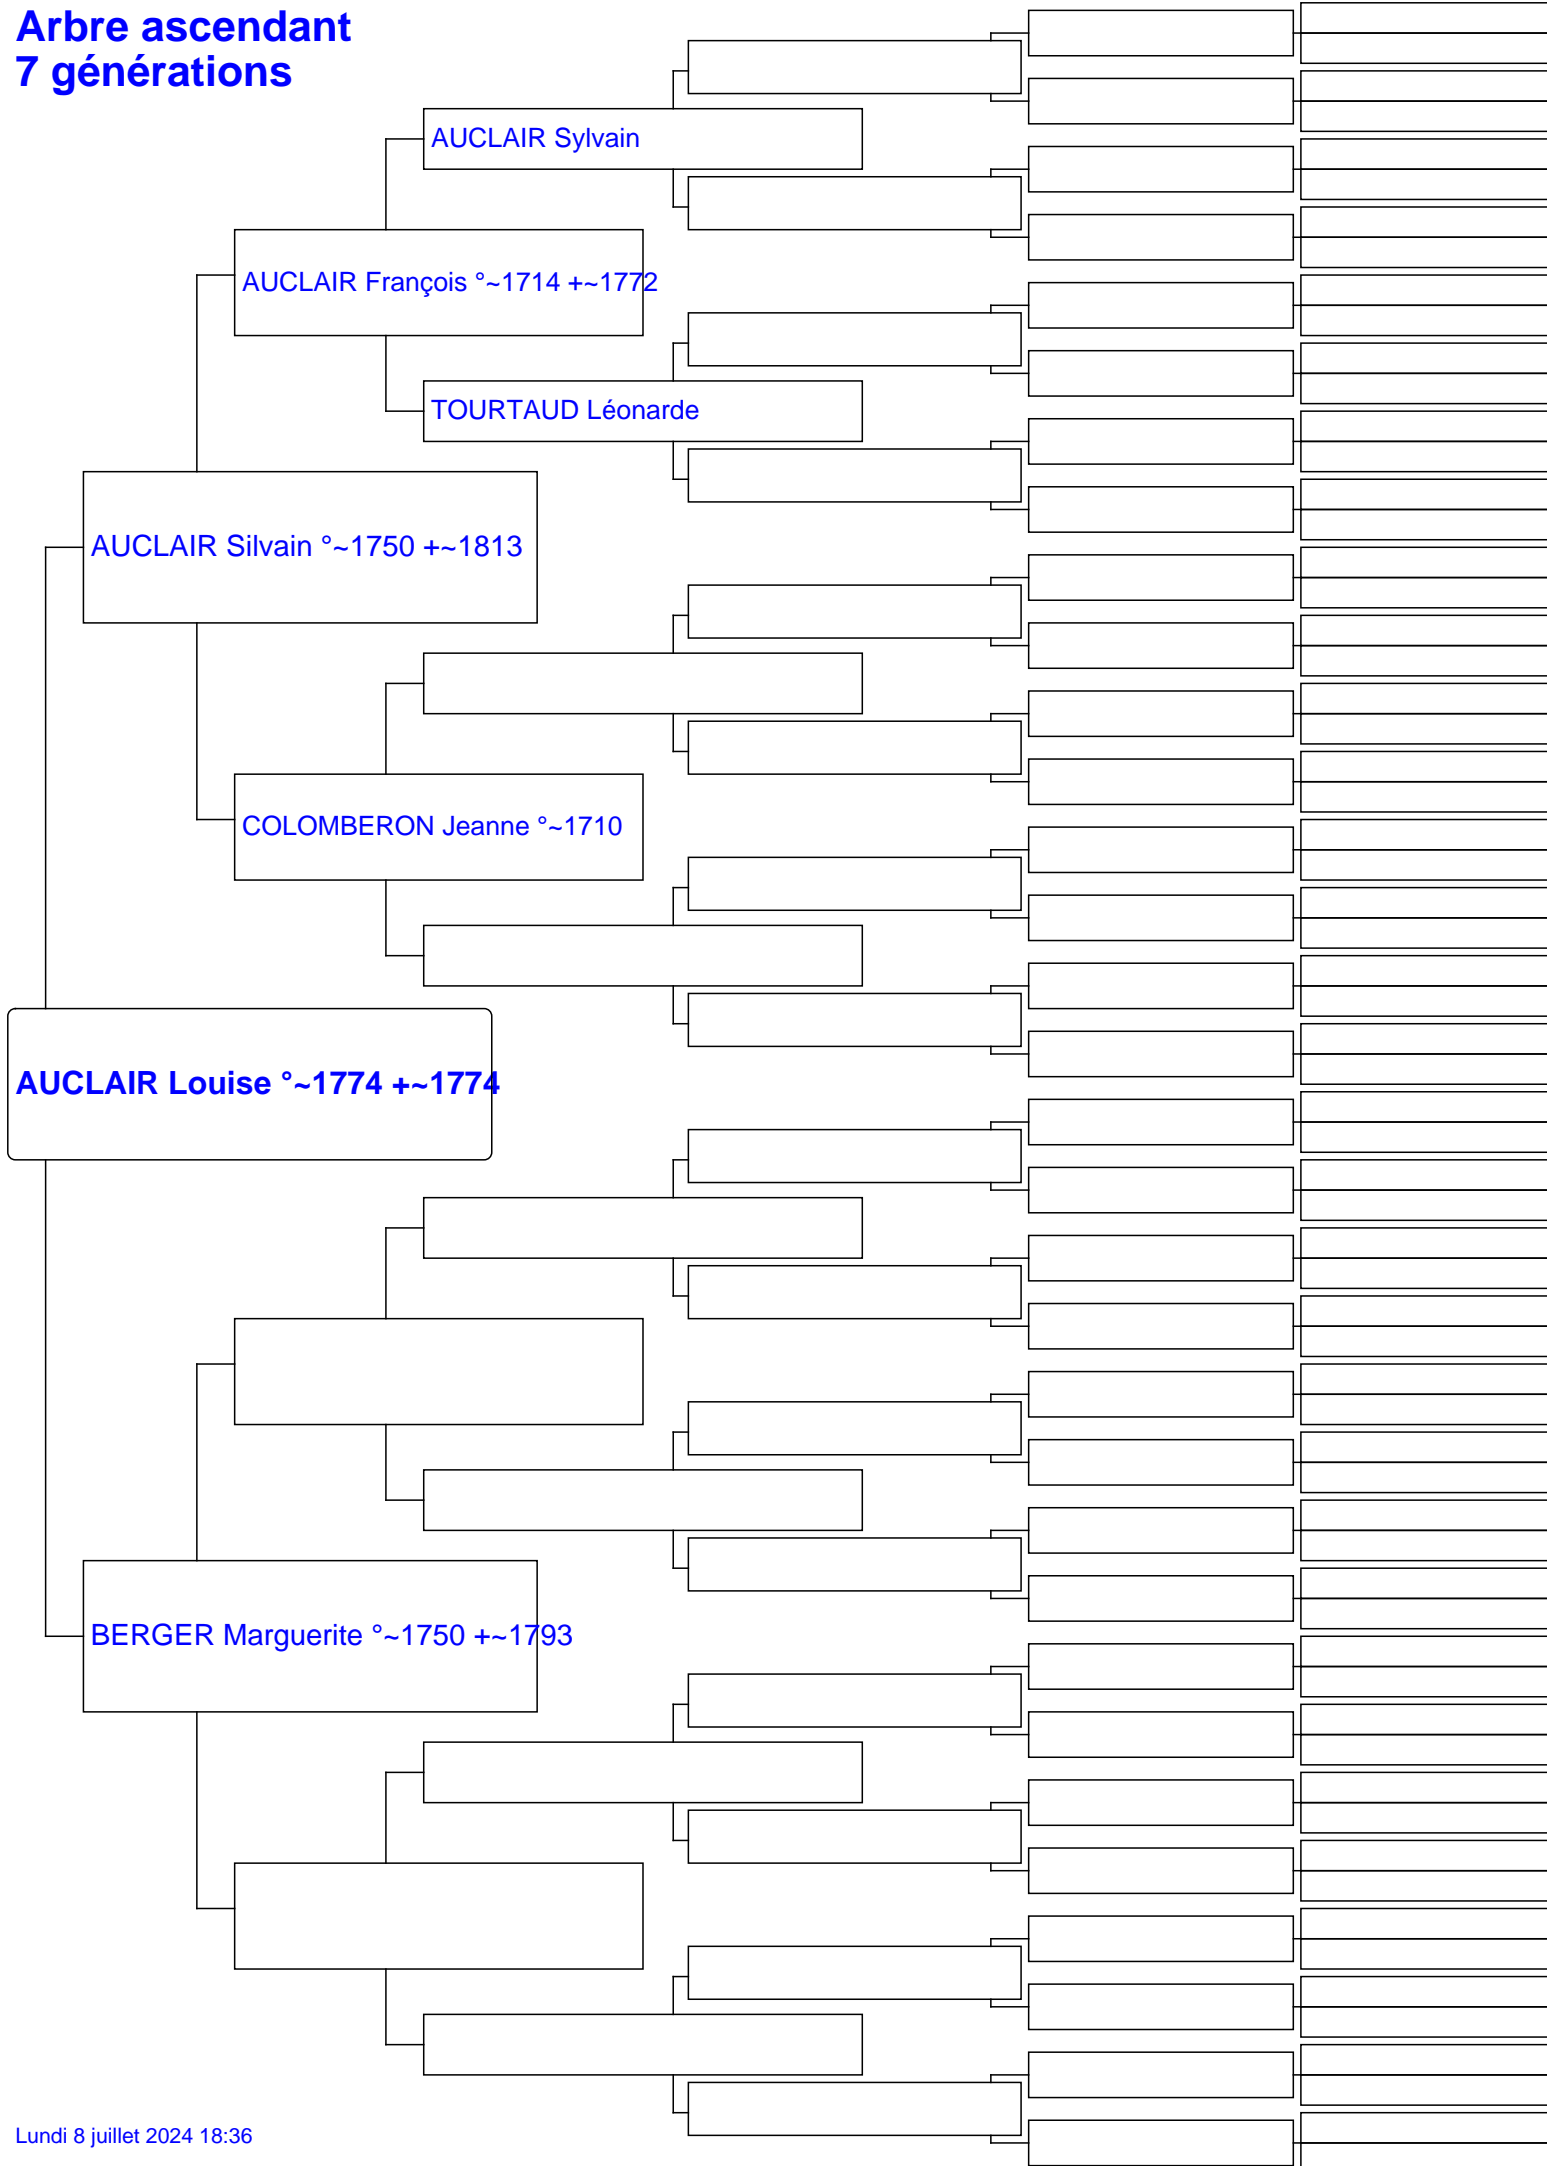 Arbre ascendant
7 générations
AUCLAIR Sylvain
AUCLAIR François °~1714 +~1772
TOURTAUD Léonarde
AUCLAIR Silvain °~1750 +~1813
COLOMBERON Jeanne °~1710
AUCLAIR Louise °~1774 +~1774
BERGER Marguerite °~1750 +~1793
Lundi 8 juillet 2024 18:36